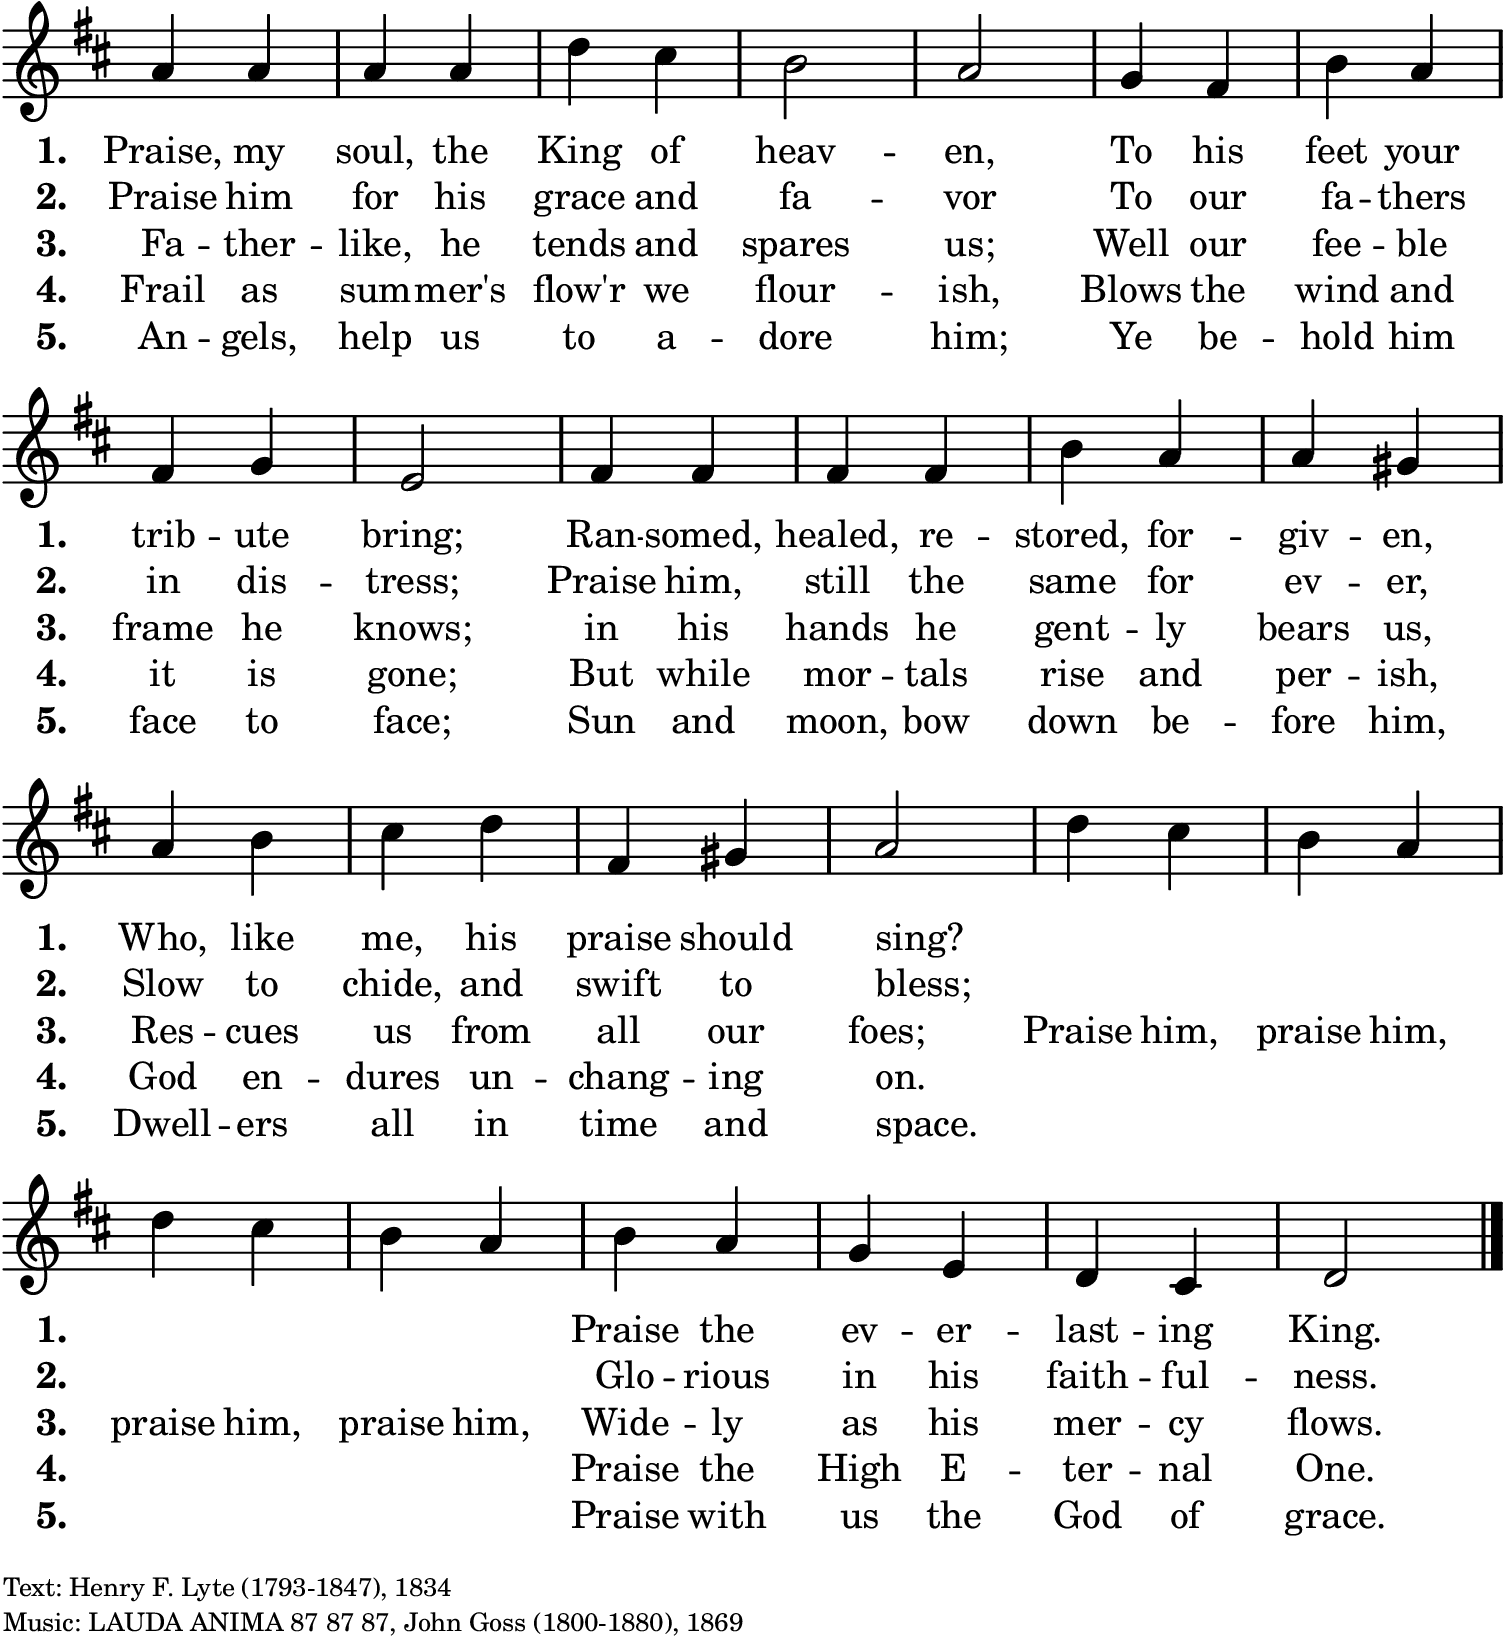 1. Praise, my soul, the King of heav - en, To his feet your
2. Praise him for his grace and fa - vor To our fa - thers
3. Fa - ther - like, he tends and spares us; Well our fee - ble
4. Frail as summer's flow'r we flour - ish, Blows the wind and
5. An - gels, help us to a - dore him; Ye be - hold him
1. trib - ute bring; Ran - somed, healed, re - stored, for - giv - en,
2. in dis - tress; Praise him, still the same for ev - er,
3. frame he knows; in his hands he gent - ly bears us,
4. it is gone; But while mor - tals rise and per - ish,
5. face to face; Sun and moon, bow down be - fore him,
1. Who, like me, his praise should sing?
2. Slow to chide, and swift to bless;
3. Res - cues us from all our foes; Praise him, praise him,
4. God en - dures un - chang - ing on.
5. Dwell - ers all in time and space.
1. Praise the ev - er - last - ing King.
2. Glo - rious in his faith - ful - ness.
3. praise him, praise him, Wide - ly as his mer - cy flows.
4. Praise the High E - ter - nal One.
5. Praise with us the God of grace.
Text: Henry F. Lyte (1793-1847), 1834
Music: LAUDA ANIMA 87 87 87, John Goss (1800-1880), 1869